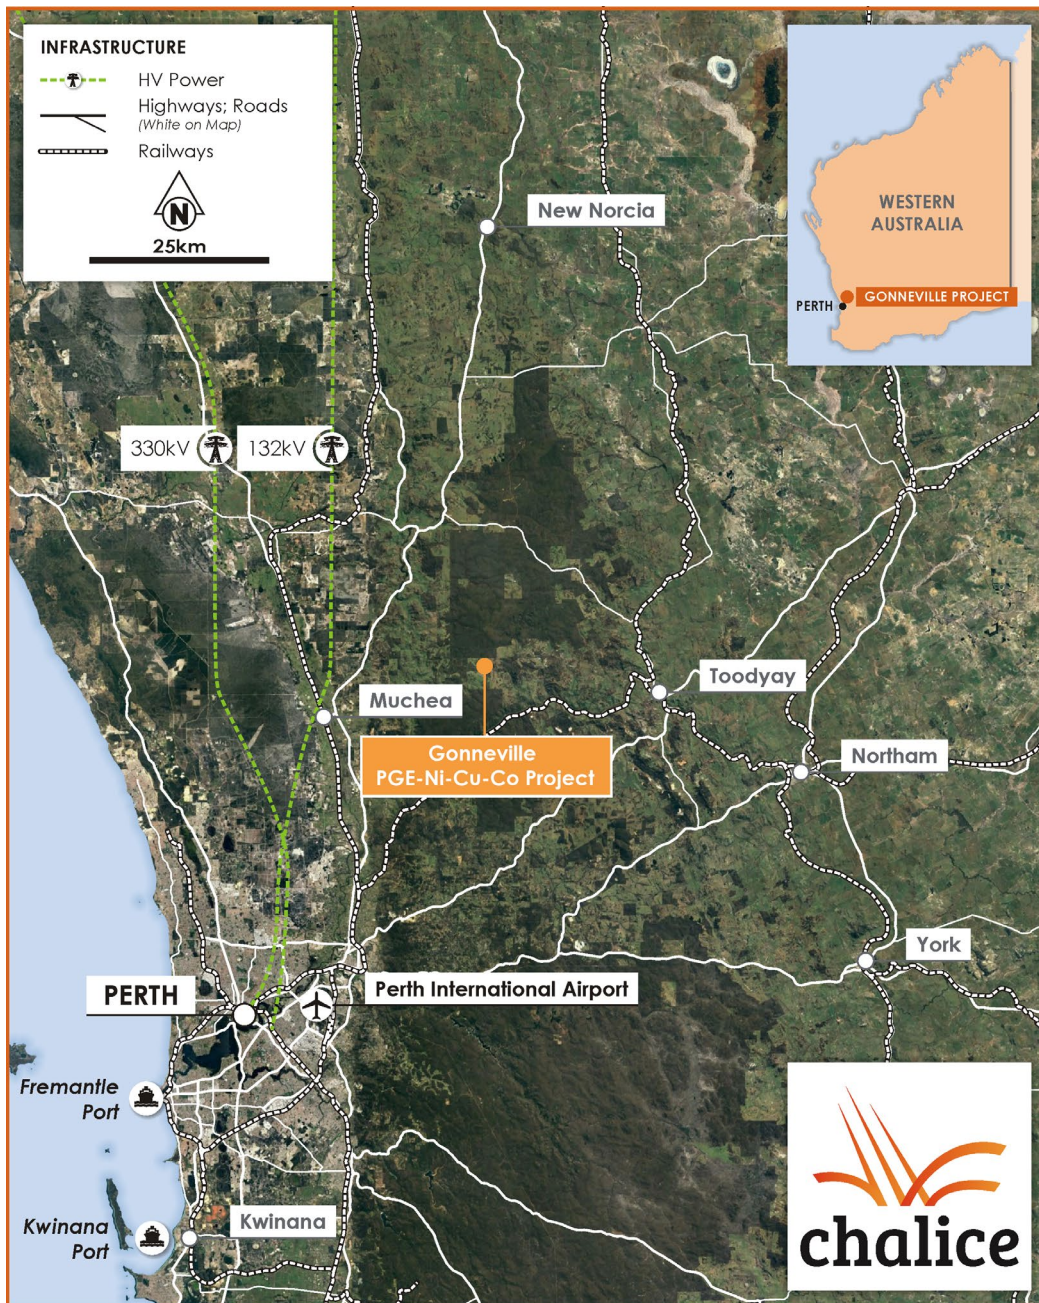 INFRASTRUCTURE
HV Power
Highways; Roads
(White on Map)
Railways
N
25km
New Norcia
WESTERN
AUSTRALIA
PERTH
GONNEVILLE PROJECT
330kV
132kV
Toodyay
Muchea
Gonneville
PGE-Ni-Cu-Co Project
Northam
York
PERTH
Perth International Airport
Fremantle
Port
Kwinana
Kwinana
Port
chalice